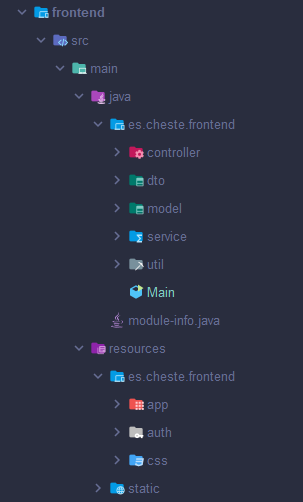 frontend
src
main
java
es.cheste.frontend
controller
dto
model
service
util
Main
module-info.java
resources
es.cheste.frontend
app
auth
css
static